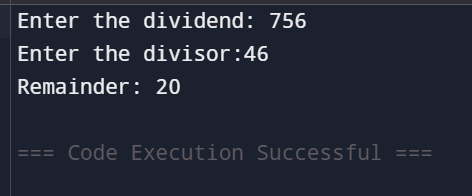 Enter the dividend: 756
Enter the divisor:46
Remainder: 20
=== Code Execution Successful ===